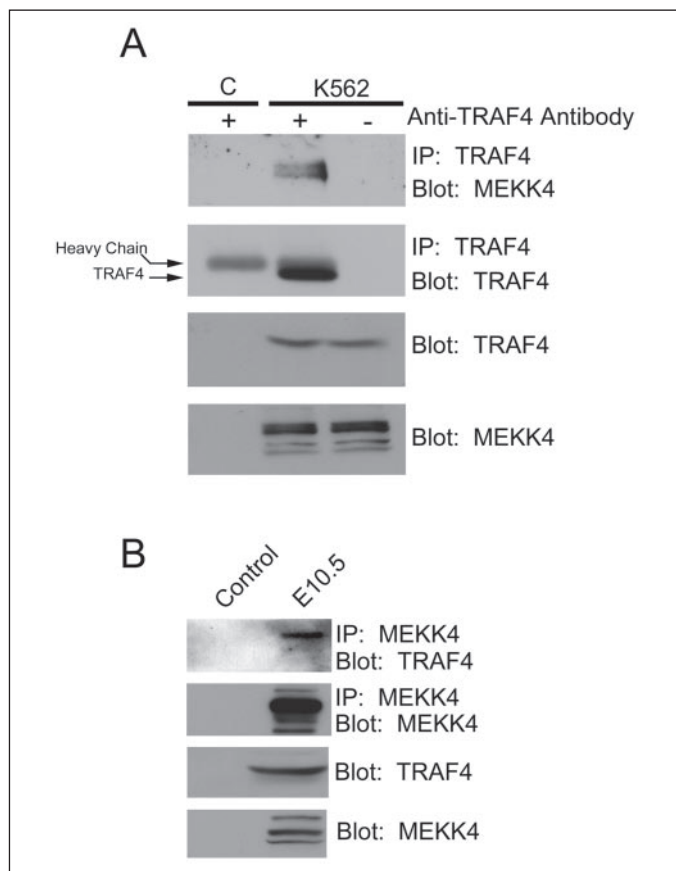 A
C K562
+ + - Anti-TRAF4 Antibody
IP: TRAF4
Blot: MEKK4
Heavy Chain
TRAF4
IP: TRAF4
Blot: TRAF4
Blot: TRAF4
Blot: MEKK4
B
Control E10.5
IP: MEKK4
Blot: TRAF4
IP: MEKK4
Blot: MEKK4
Blot: TRAF4
Blot: MEKK4